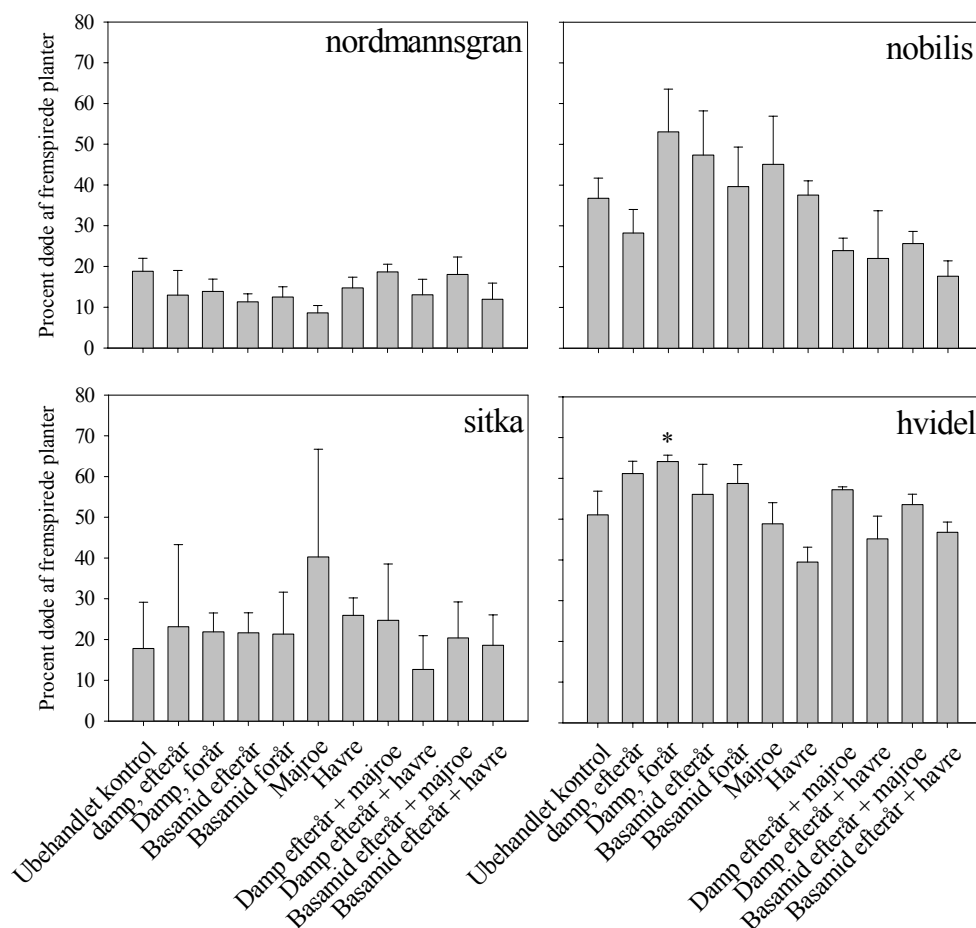 80
nordmannsgran
70
60
50
40
30
20
10
0
Procent døde af fremspirede planter
nobilis
80
sitka
70
60
50
40
30
20
10
0
Procent døde af fremspirede planter
hvidel
*
Ubehandlet kontrol
damp, efterår
Damp, forår
Basamid efterår
Basamid forår
Majroe
Havre
Damp efterår + majroe
Damp efterår + havre
Basamid efterår + majroe
Basamid efterår + havre
Ubehandlet kontrol
damp, efterår
Damp, forår
Basamid efterår
Basamid forår
Majroe
Havre
Damp efterår + majroe
Damp efterår + havre
Basamid efterår + majroe
Basamid efterår + havre